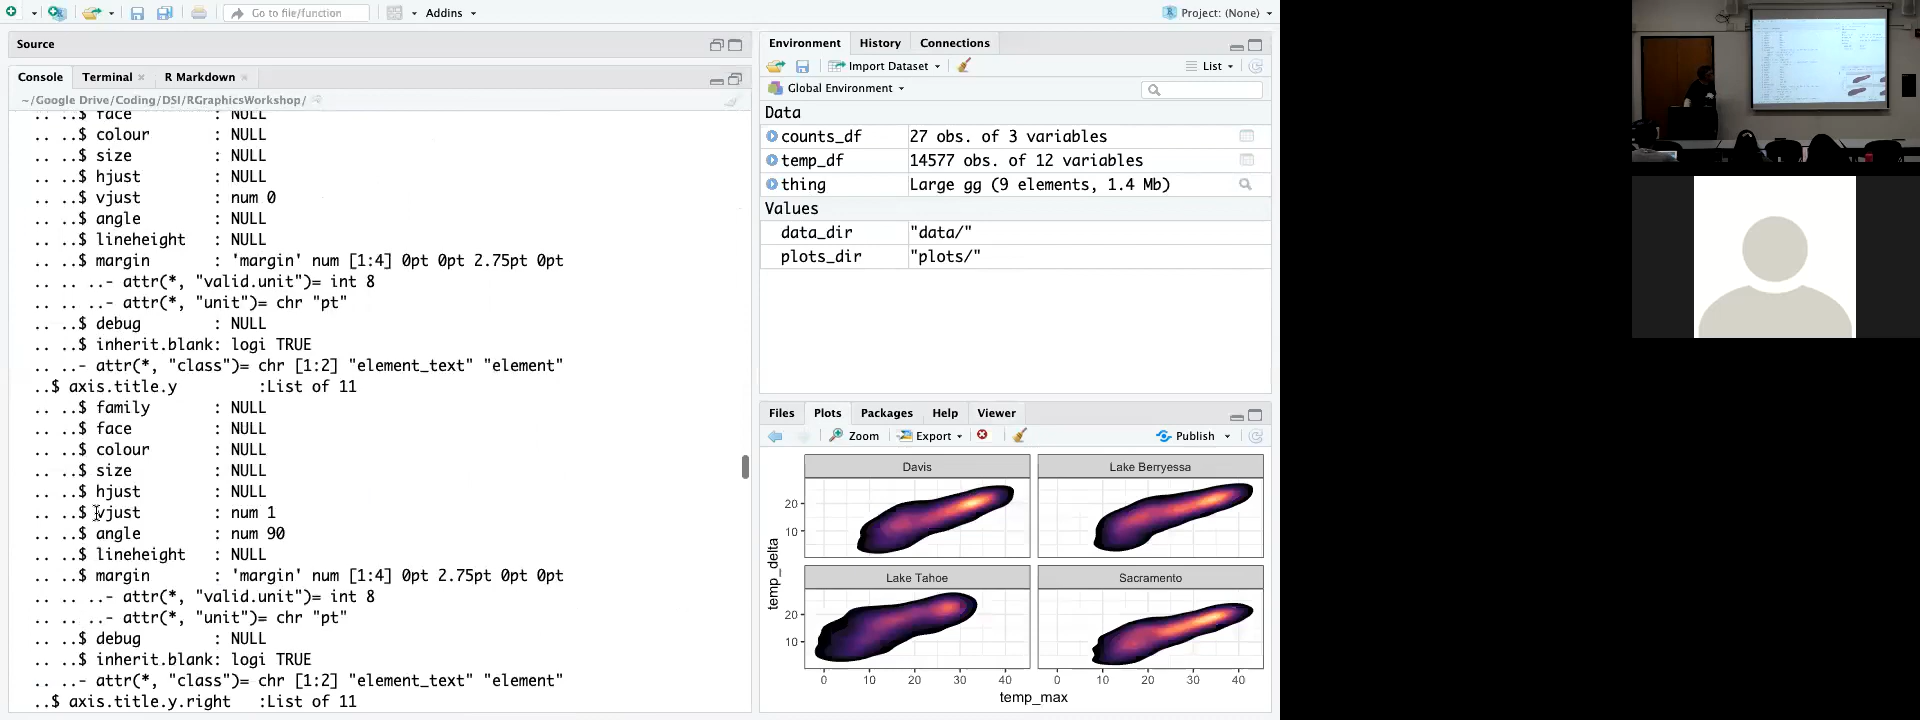 Go to file/function
Addins
Project: (None)
Source
Console
Terminal
R Markdown
~/Google Drive/Coding/DSI/RGraphicsWorkshop/
.. ..$ face : NULL
.. ..$ colour : NULL
.. ..$ size : NULL
.. ..$ hjust : NULL
.. ..$ vjust : num 0
.. ..$ angle : NULL
.. ..$ lineheight : NULL
.. ..$ margin : 'margin' num [1:4] 0pt 0pt 2.75pt 0pt
.. .. ..- attr(*, "valid.unit")= int 8
.. .. ..- attr(*, "unit")= chr "pt"
.. ..$ debug : NULL
.. ..$ inherit.blank: logi TRUE
.. ..- attr(*, "class")= chr [1:2] "element_text" "element"
..$ axis.title.y :List of 11
.. ..$ family : NULL
.. ..$ face : NULL
.. ..$ colour : NULL
.. ..$ size : NULL
.. ..$ hjust : NULL
.. ..$ vjust : num 1
.. ..$ angle : num 90
.. ..$ lineheight : NULL
.. ..$ margin : 'margin' num [1:4] 0pt 2.75pt 0pt 0pt
.. .. ..- attr(*, "valid.unit")= int 8
.. .. ..- attr(*, "unit")= chr "pt"
.. ..$ debug : NULL
.. ..$ inherit.blank: logi TRUE
.. ..- attr(*, "class")= chr [1:2] "element_text" "element"
..$ axis.title.y.right :List of 11
Environment
History
Connections
Import Dataset
List
Global Environment
Data
counts_df 27 obs. of 3 variables
temp_df 14577 obs. of 12 variables
thing Large gg (9 elements, 1.4 Mb)
Values
data_dir "data/"
plots_dir "plots/"
Files
Plots
Packages
Help
Viewer
Zoom
Export
Publish
Davis
Lake Berryessa
20
10
Lake Tahoe
Sacramento
20
10
temp_delta
0 10 20 30 40 0 10 20 30 40
temp_max